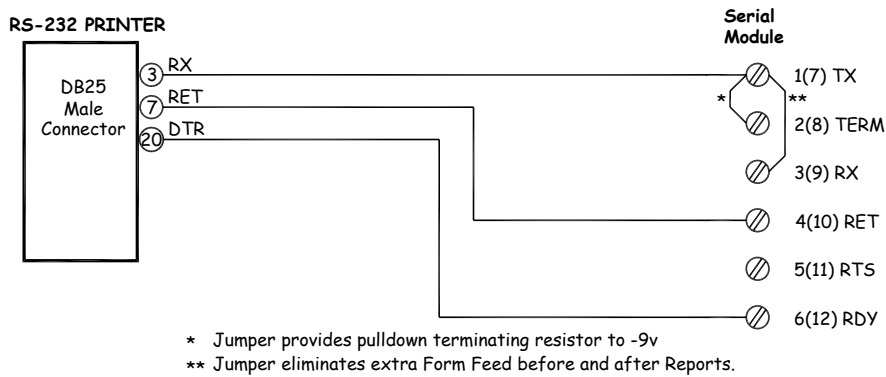 RS-232 PRINTER
DB25
Male
Connector
3 RX
7 RET
20 DTR
Serial
Module
1(7) TX
* **
2(8) TERM
3(9) RX
4(10) RET
5(11) RTS
6(12) RDY
* Jumper provides pulldown terminating resistor to -9v
** Jumper eliminates extra Form Feed before and after Reports.